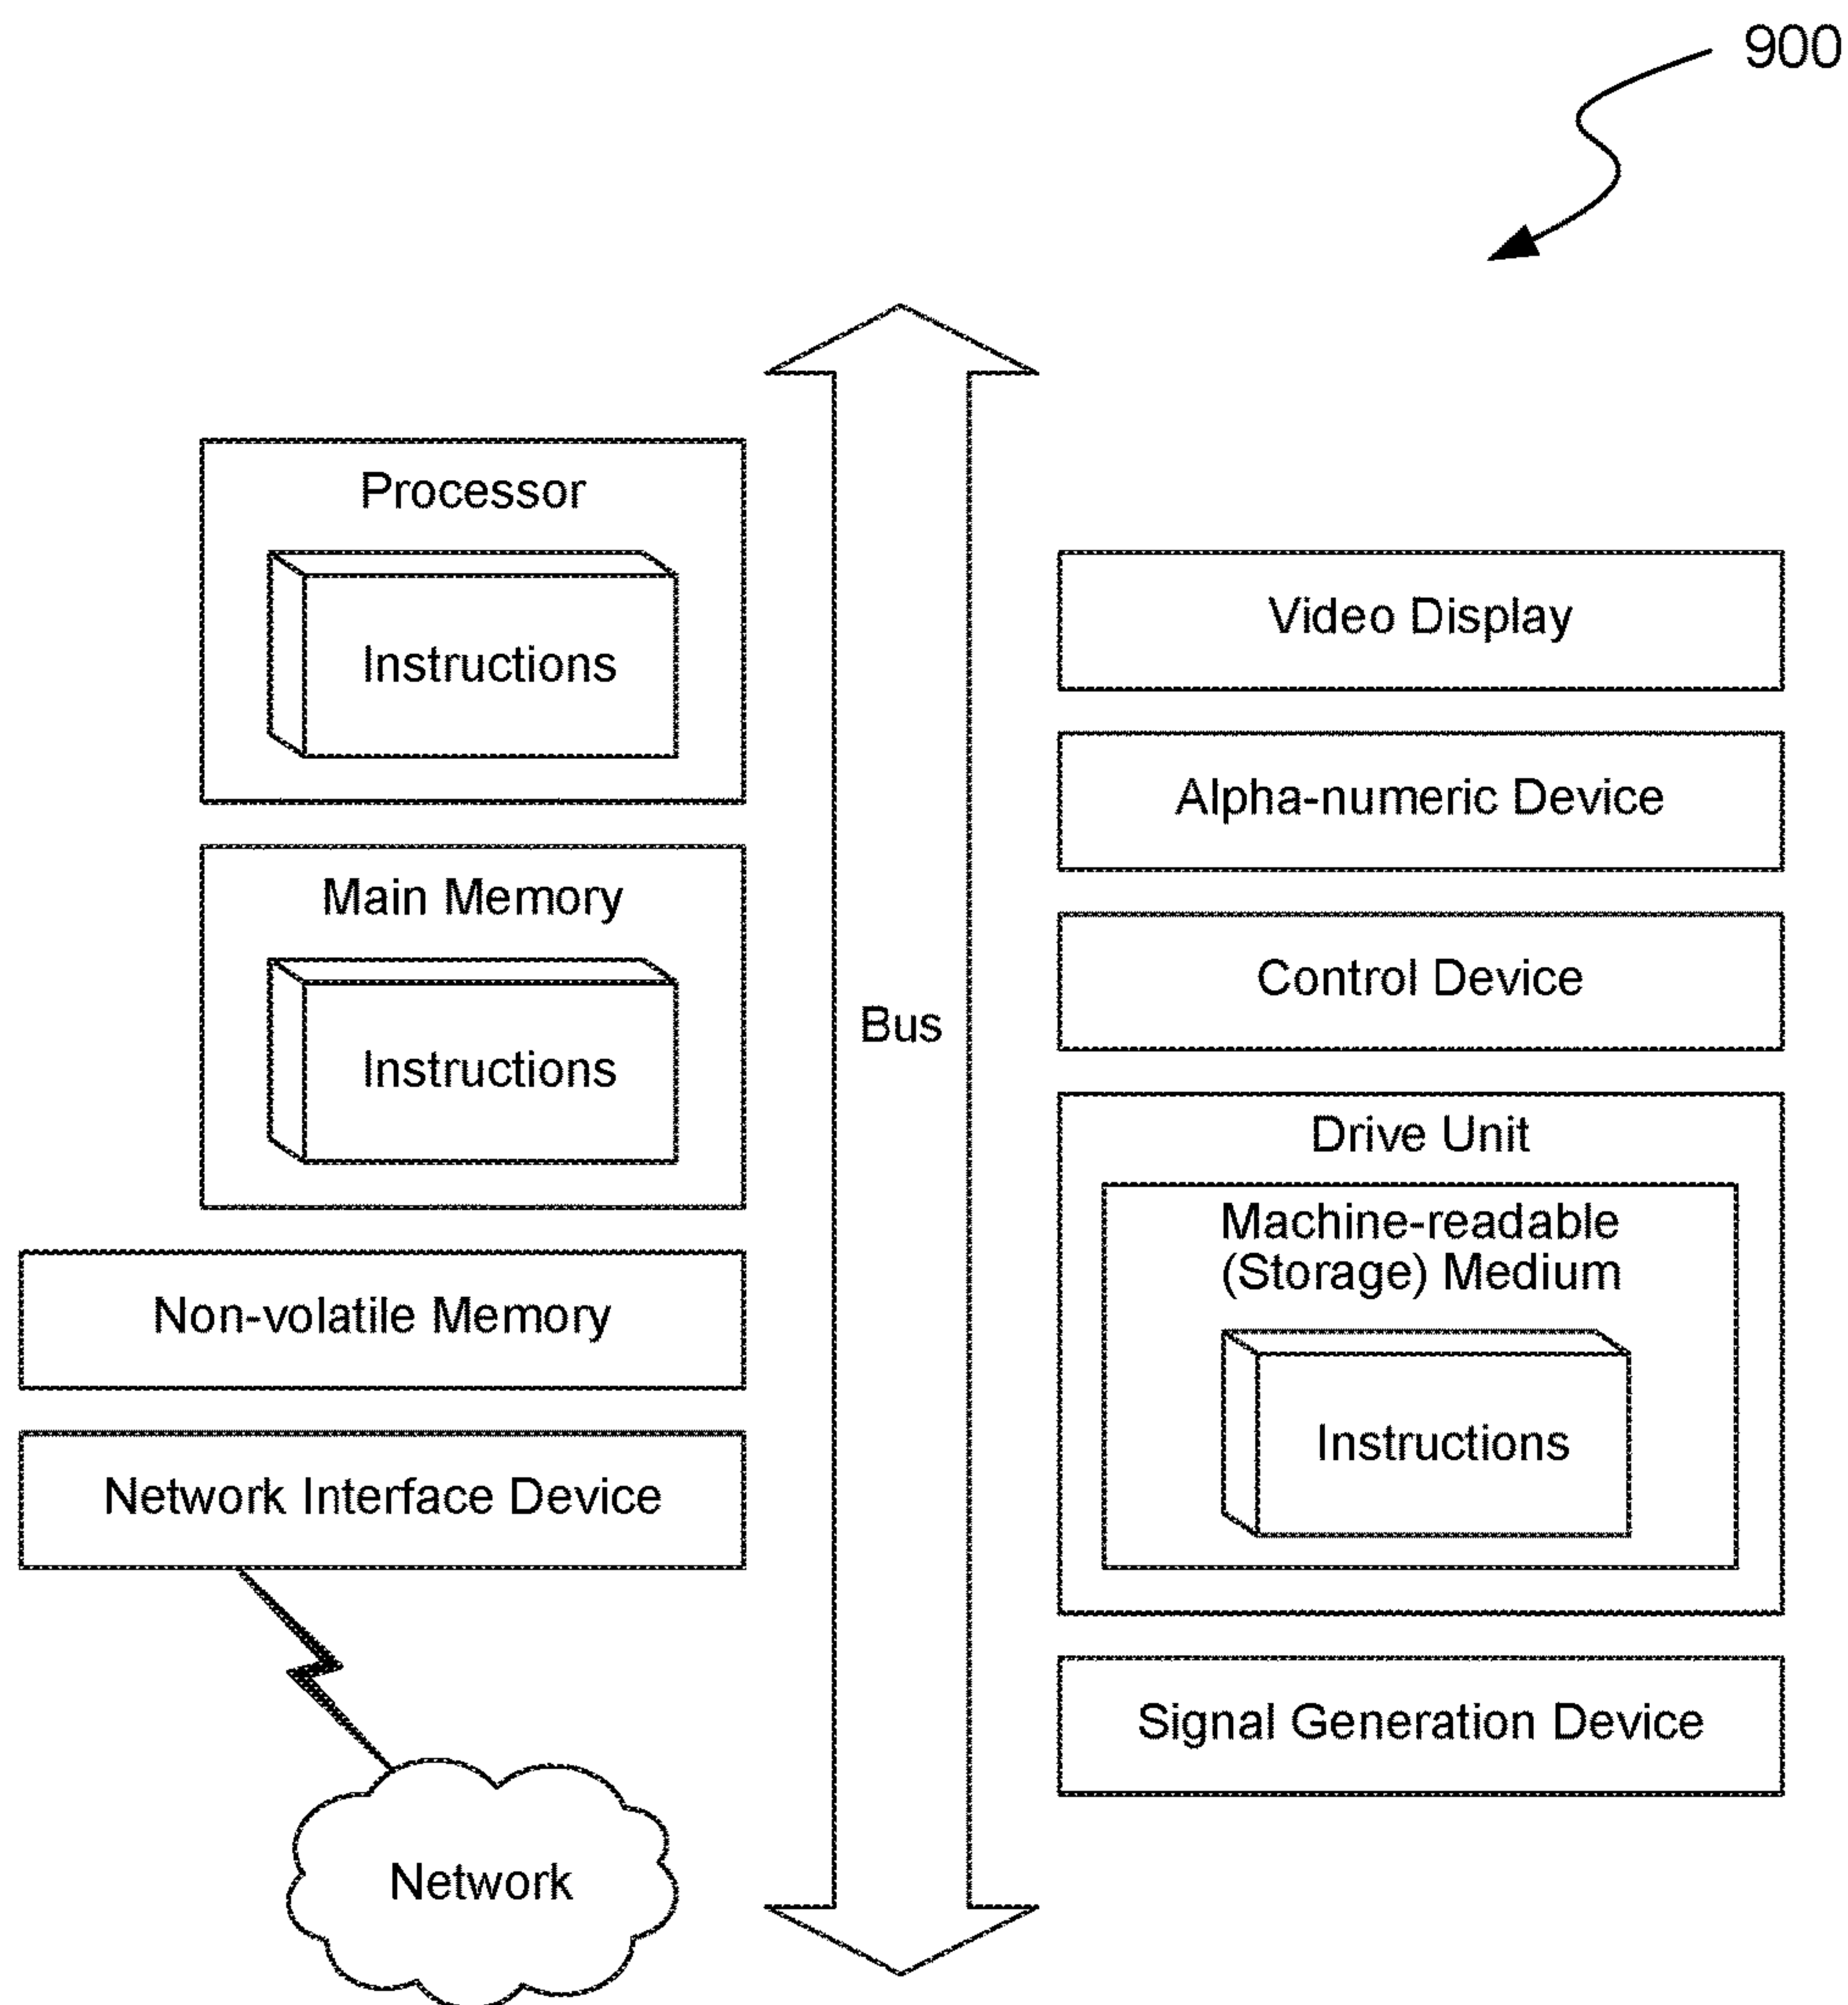 900
Processor
Instructions
Main Memory
Instructions
Non-volatile Memory
Network Interface Device
Network
Bus
Video Display
Alpha-numeric Device
Control Device
Drive Unit
Machine-readable
(Storage) Medium
Instructions
Signal Generation Device